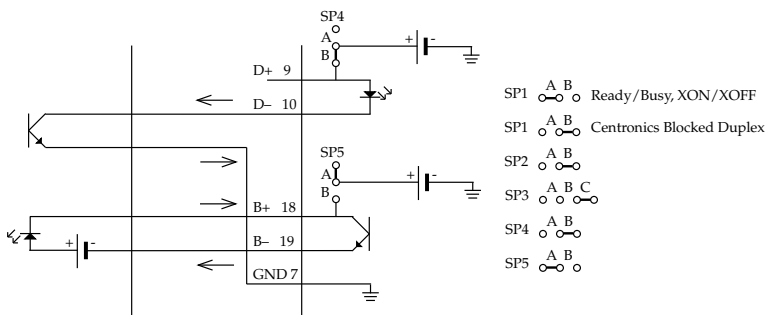 SP4
A
+ -
B
D+ 9
D– 10
SP5
A
+ -
B
B+ 18
+ -
B– 19
GND 7
SP1 A B Ready/Busy, XON/XOFF
SP1 A B Centronics Blocked Duplex
SP2 A B
SP3 A B C
SP4 A B
SP5 A B